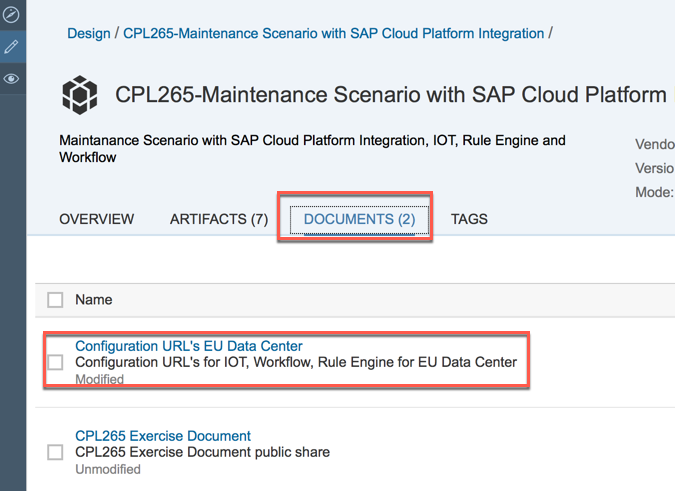 Design / CPL265-Maintenance Scenario with SAP Cloud Platform Integration /
CPL265-Maintenance Scenario with SAP Cloud Platform
Maintanance Scenario with SAP Cloud Platform Integration, IOT, Rule Engine and
Workflow
Vendo
Versio
Mode:
OVERVIEW ARTIFACTS (7) DOCUMENTS (2) TAGS
Name
Configuration URL's EU Data Center
Configuration URL's for IOT, Workflow, Rule Engine for EU Data Center
Modified
CPL265 Exercise Document
CPL265 Exercise Document public share
Unmodified